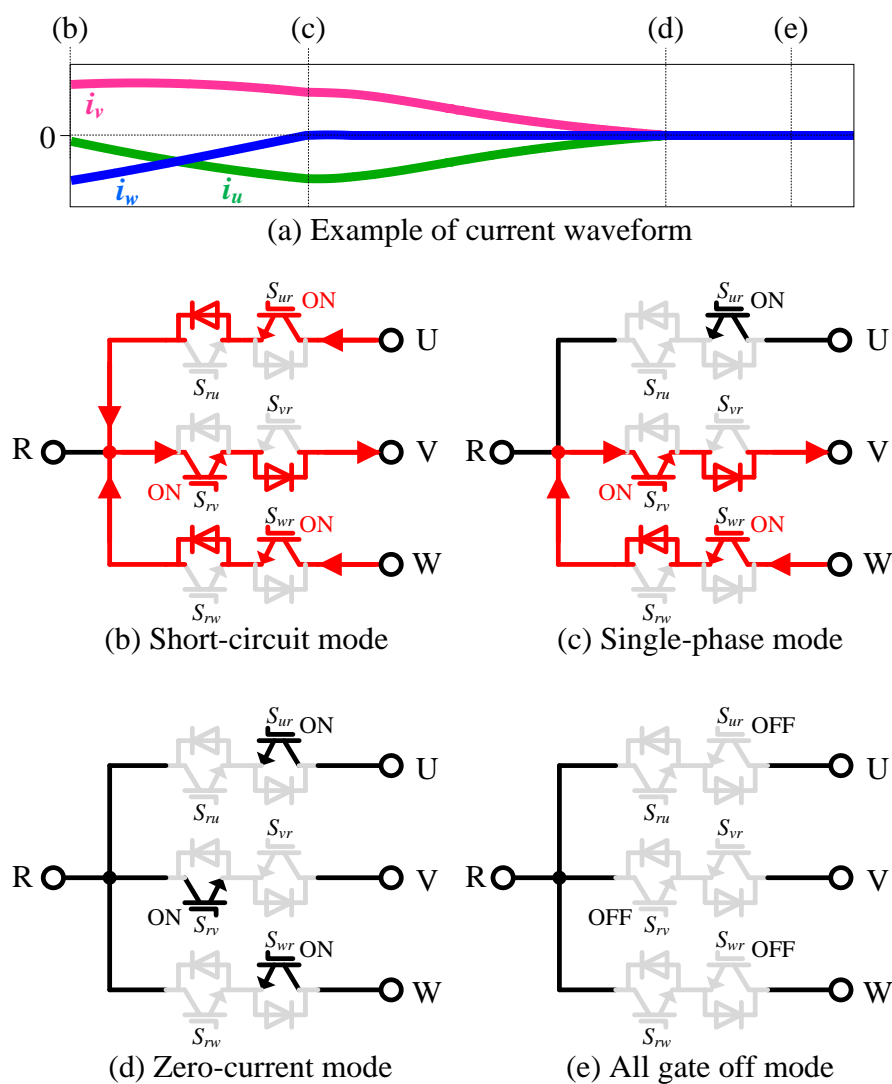 (b) (c) (d) (e)
i_v
0
i_w i_u
(a) Example of current waveform
S_ur ON
U
S_ru
S_vr
R
V
ON S_rv
S_wr ON
W
S_rw
(b) Short-circuit mode
S_ur ON
U
S_ru
S_vr
R
V
ON S_rv
S_wr ON
W
S_rw
(c) Single-phase mode
S_ur ON
U
S_ru
S_vr
R
V
ON S_rv
S_wr ON
W
S_rw
(d) Zero-current mode
S_ur OFF
U
S_ru
S_vr
R
V
OFF S_rv
S_wr OFF
W
S_rw
(e) All gate off mode